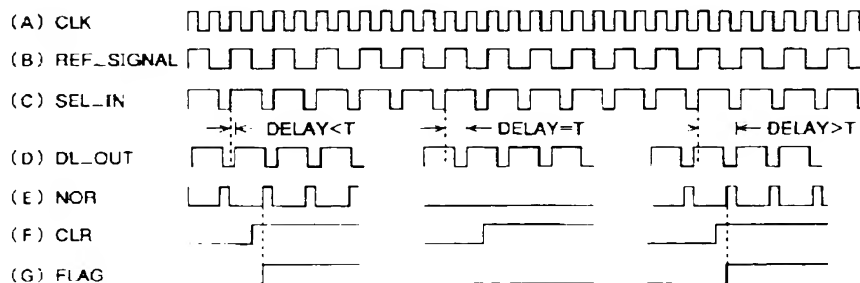 (A) CLK
(B) REF_SIGNAL
(C) SEL_IN
DELAY<T DELAY=T DELAY>T
(D) DL_OUT
(E) NOR
(F) CLR
(G) FLAG